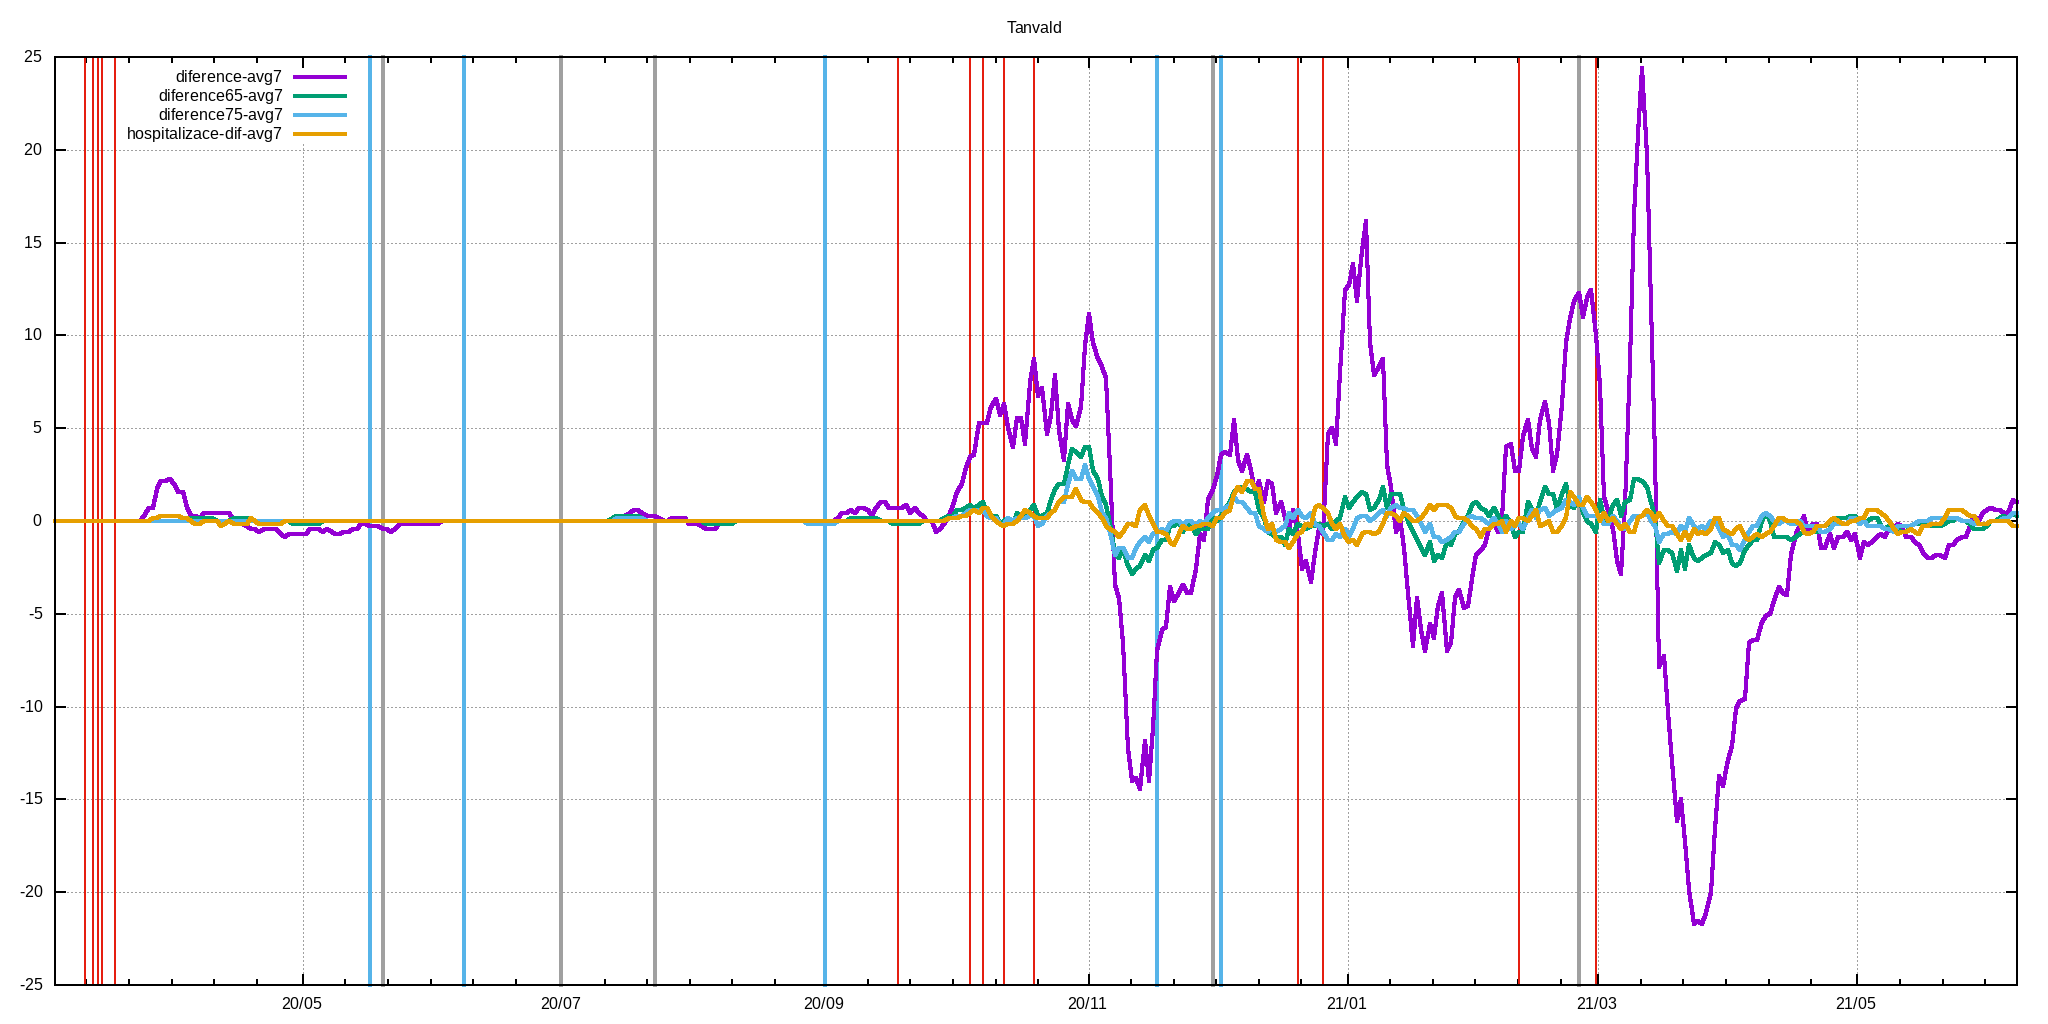 Tanvald
diference-avg7
diference65-avg7
diference75-avg7
hospitalizace-dif-avg7
25
20
15
10
5
0
-5
-10
-15
-20
-25
20/05 20/07 20/09 20/11 21/01 21/03 21/05